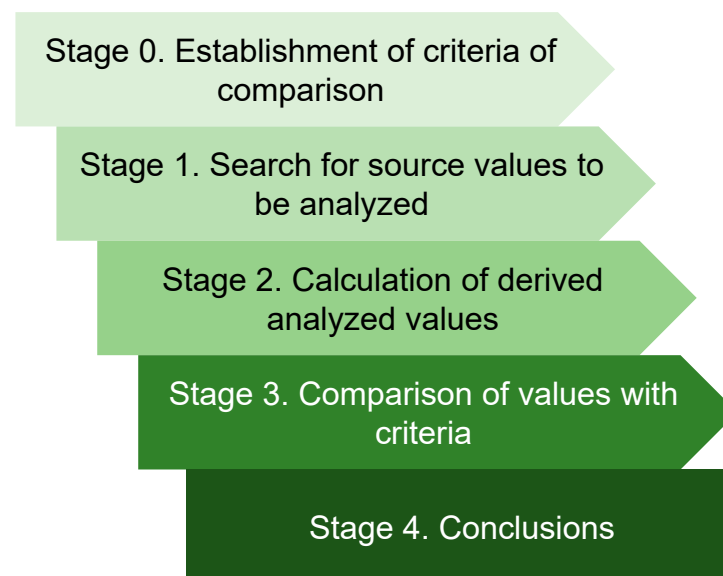 Stage 0. Establishment of criteria of
comparison
Stage 1. Search for source values to
be analyzed
Stage 2. Calculation of derived
analyzed values
Stage 3. Comparison of values with
criteria
Stage 4. Conclusions